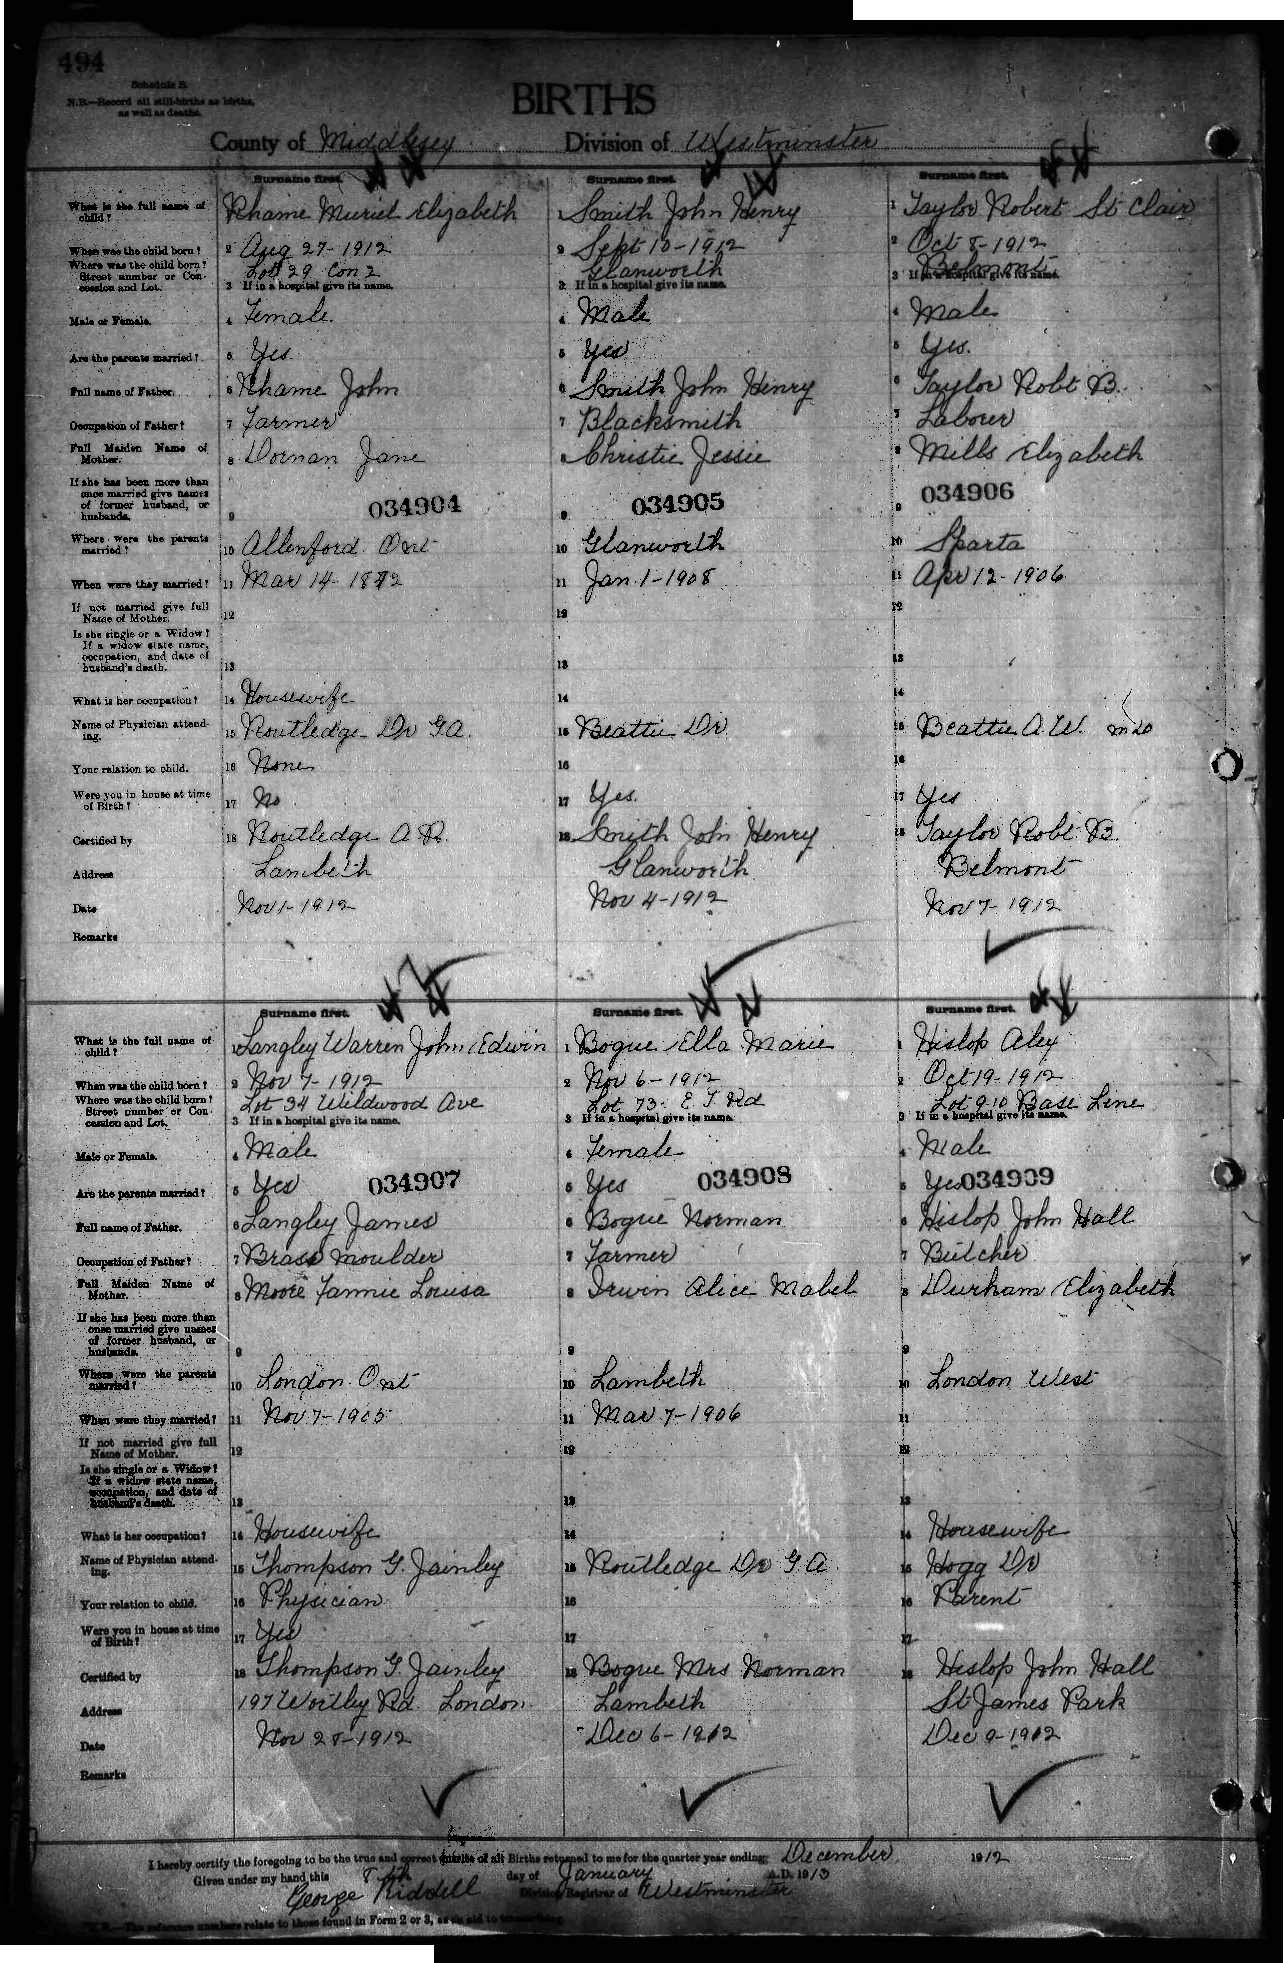 494
Schedule B.
N.B.—Record all still-births as births,
as well as deaths.
BIRTHS
County of Middlesex Division of Westminster
Surname first. Surname first. Surname first.
What is the full name of child? 1 Rhame Muriel Elizabeth 1 Smith John Henry 1 Taylor Robert St Clair
When was the child born? 2 Aug 27-1912 2 Sept 10-1912 2 Oct 8-1912
Where was the child born? Street number or Concession and Lot. Lot 29 Con 2 Glanworth Belmont
3 If in a hospital give its name. 3 If in a hospital give its name. 3 If in a hospital give its name.
Male or Female. 4 Female 4 Male 4 Male
Are the parents married? 5 Yes 5 Yes 5 Yes.
Full name of Father. 6 Rhame John 6 Smith John Henry 6 Taylor Robt B.
Occupation of Father? 7 Farmer 7 Blacksmith 7 Labourer
Full Maiden Name of Mother. 8 Dornan Jane 8 Christie Jessie 8 Mills Elizabeth
If she has been more than once married give names of former husband, or husbands. 9 034904 9 034905 9 034906
Where were the parents married? 10 Allenford Ont 10 Glanworth 10 Sparta
When were they married? 11 Mar 14- 11 Jan 1-1908 11 Apr 12-1906
If not married give full Name of Mother. 12 12 12
Is she single or a Widow? If a widow state name, occupation, and date of husband's death. 13 13 13
What is her occupation? 14 Housewife 14 14
Name of Physician attending. 15 Routledge Dr G.A. 15 Beattie Dr 15 Beattie A.W. M.D
Your relation to child. 16 None 16 16
Were you in house at time of Birth? 17 No 17 Yes. 17 Yes
Certified by 18 Routledge A R. 18 Smith John Henry 18 Taylor Robt B.
Address Lambeth Glanworth Belmont
Date Nov 1-1912 Nov 4-1912 Nov 7-1912
Remarks
Surname first. Surname first. Surname first.
What is the full name of child? 1 Langley Warren John Edwin 1 Bogue Ella Marie 1 Hislop Alex
When was the child born? 2 Nov 7-1912 2 Nov 6-1912 2 Oct 19-1912
Where was the child born? Street number or Concession and Lot. Lot 34 Wildwood Ave Lot 73- E T Rd Lot 9-10 Base Line
3 If in a hospital give its name. 3 If in a hospital give its name. 3 If in a hospital give its name.
Male or Female. 4 Male 4 Female 4 Male
Are the parents married? 5 Yes 034907 5 Yes 034908 5 Yes 034909
Full name of Father. 6 Langley James 6 Bogue Norman 6 Hislop John Hall
Occupation of Father? 7 Brass Moulder 7 Farmer 7 Butcher
Full Maiden Name of Mother. 8 Moore Fannie Louisa 8 Irwin Alice Mabel 8 Durham Elizabeth
If she has been more than once married give names of former husband, or husbands. 9 9 9
Where were the parents married? 10 London Ont 10 Lambeth 10 London West
When were they married? 11 Nov 7-1905 11 Mar 7-1906 11
If not married give full Name of Mother. 12 12 12
Is she single or a Widow? If a widow state name, occupation, and date of husband's death. 13 13 13
What is her occupation? 14 Housewife 14 14 Housewife
Name of Physician attending. 15 Thompson G. 15 Routledge Dr G A 15 Hogg Dr
Your relation to child. 16 Physician 16 16 Parent
Were you in house at time of Birth? 17 Yes 17 17
Certified by 18 Thompson G. 18 Bogue Mrs Norman 18 Hislop John Hall
Address 197 Wortley Rd London Lambeth St James Park
Date Nov 28-1912 Dec 6-1912 Dec 9-1912
Remarks
I hereby certify the foregoing to be the true and correct of all Births returned to me for the quarter year ending December 1912
Given under my hand this 8th day of January A.D. 1913
George Riddell Division Registrar of Westminster
N.B.—The reference numbers relate to those found in Form 2 or 3, as an aid to transcribing.